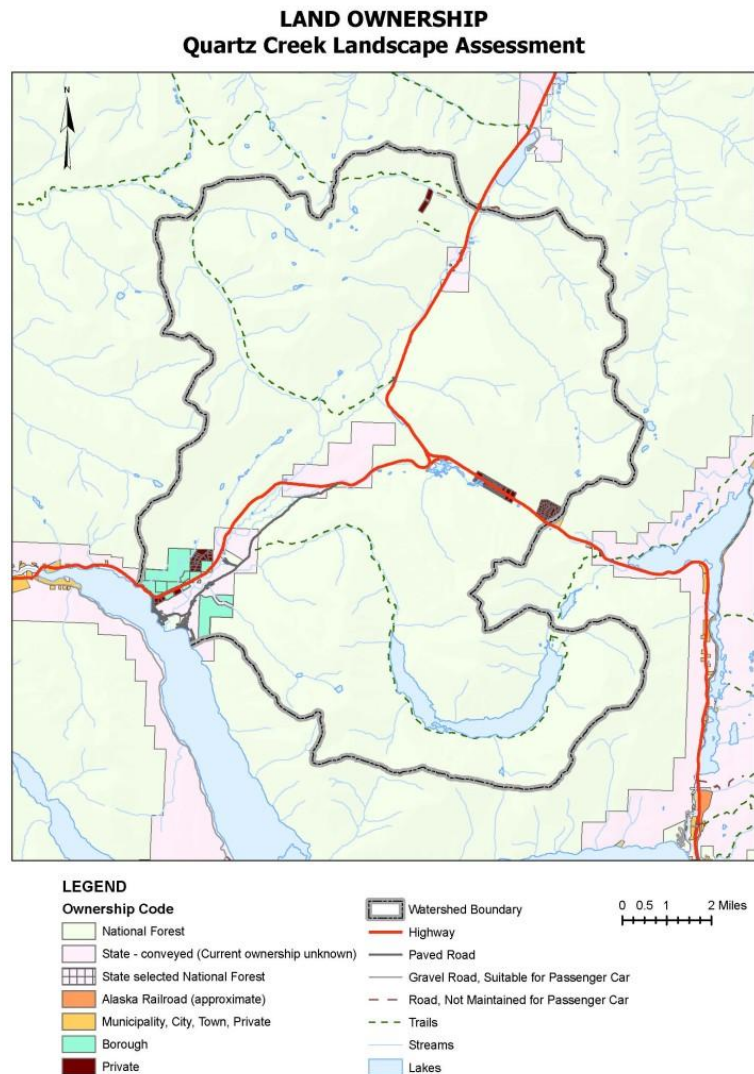 LAND OWNERSHIP
Quartz Creek Landscape Assessment
N
LEGEND
Ownership Code
National Forest
State - conveyed (Current ownership unknown)
State selected National Forest
Alaska Railroad (approximate)
Municipality, City, Town, Private
Borough
Private
Watershed Boundary
Highway
Paved Road
Gravel Road, Suitable for Passenger Car
Road, Not Maintained for Passenger Car
Trails
Streams
Lakes
0 0.5 1 2 Miles